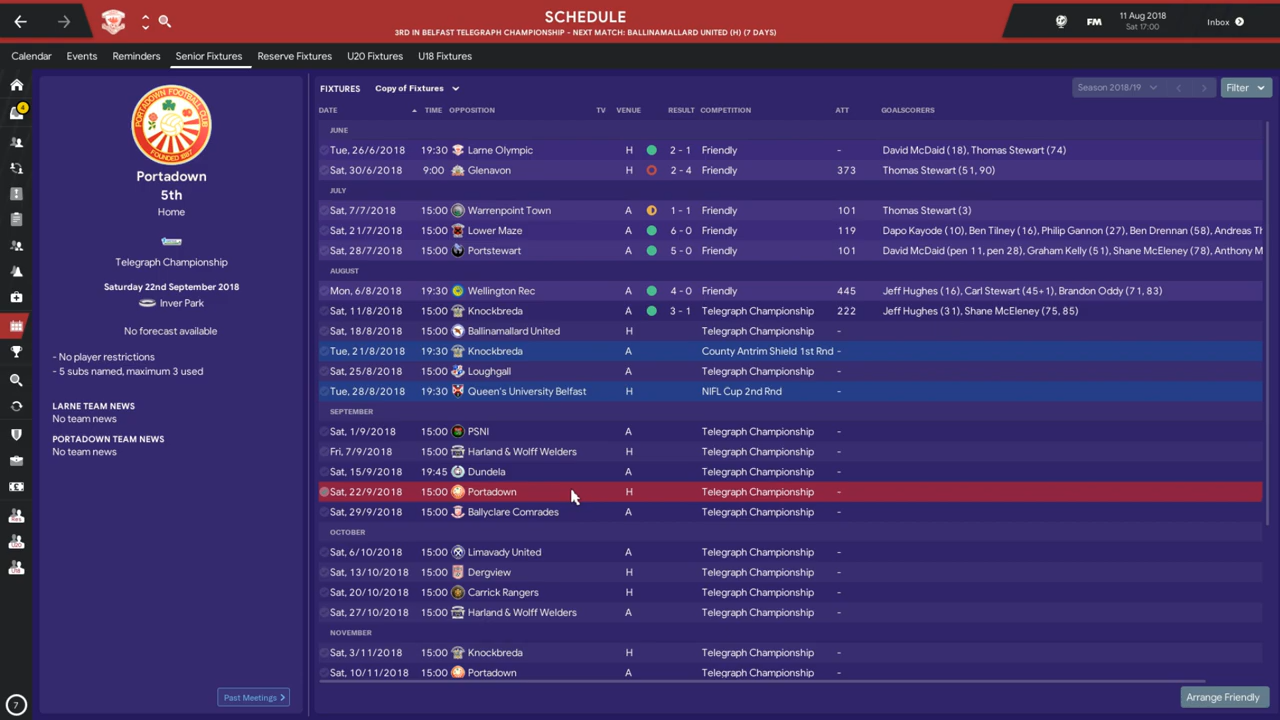 SCHEDULE
3RD IN BELFAST TELEGRAPH CHAMPIONSHIP - NEXT MATCH: BALLINAMALLARD UNITED (H) (7 DAYS)
FM
11 Aug 2018
Sat 17:00
Inbox
Calendar Events Reminders Senior Fixtures Reserve Fixtures U20 Fixtures U18 Fixtures
4
PORTADOWN FOOTBALL CLUB
FOUNDED 1887
Portadown
5th
Home
Telegraph Championship
Saturday 22nd September 2018
Inver Park
No forecast available
- No player restrictions
- 5 subs named, maximum 3 used
LARNE TEAM NEWS
No team news
PORTADOWN TEAM NEWS
No team news
Past Meetings
7
FIXTURES Copy of Fixtures Season 2018/19 Filter
DATE TIME OPPOSITION TV VENUE RESULT COMPETITION ATT GOALSCORERS
JUNE
Tue, 26/6/2018 19:30 Larne Olympic H 2 - 1 Friendly - David McDaid (18), Thomas Stewart (74)
Sat, 30/6/2018 9:00 Glenavon H 2 - 4 Friendly 373 Thomas Stewart (51, 90)
JULY
Sat, 7/7/2018 15:00 Warrenpoint Town A 1 - 1 Friendly 101 Thomas Stewart (3)
Sat, 21/7/2018 15:00 Lower Maze A 6 - 0 Friendly 119 Dapo Kayode (10), Ben Tilney (16), Philip Gannon (27), Ben Drennan (58), Andreas Th
Sat, 28/7/2018 15:00 Portstewart A 5 - 0 Friendly 101 David McDaid (pen 11, pen 28), Graham Kelly (51), Shane McEleney (78), Anthony M
AUGUST
Mon, 6/8/2018 19:30 Wellington Rec A 4 - 0 Friendly 445 Jeff Hughes (16), Carl Stewart (45+1), Brandon Oddy (71, 83)
Sat, 11/8/2018 15:00 Knockbreda A 3 - 1 Telegraph Championship 222 Jeff Hughes (31), Shane McEleney (75, 85)
Sat, 18/8/2018 15:00 Ballinamallard United H Telegraph Championship -
Tue, 21/8/2018 19:30 Knockbreda A County Antrim Shield 1st Rnd -
Sat, 25/8/2018 15:00 Loughgall A Telegraph Championship -
Tue, 28/8/2018 19:30 Queen's University Belfast H NIFL Cup 2nd Rnd -
SEPTEMBER
Sat, 1/9/2018 15:00 PSNI A Telegraph Championship -
Fri, 7/9/2018 15:00 Harland & Wolff Welders H Telegraph Championship -
Sat, 15/9/2018 19:45 Dundela A Telegraph Championship -
Sat, 22/9/2018 15:00 Portadown H Telegraph Championship -
Sat, 29/9/2018 15:00 Ballyclare Comrades A Telegraph Championship -
OCTOBER
Sat, 6/10/2018 15:00 Limavady United A Telegraph Championship -
Sat, 13/10/2018 15:00 Dergview H Telegraph Championship -
Sat, 20/10/2018 15:00 Carrick Rangers H Telegraph Championship -
Sat, 27/10/2018 15:00 Harland & Wolff Welders A Telegraph Championship -
NOVEMBER
Sat, 3/11/2018 15:00 Knockbreda H Telegraph Championship -
Sat, 10/11/2018 15:00 Portadown A Telegraph Championship -
Arrange Friendly